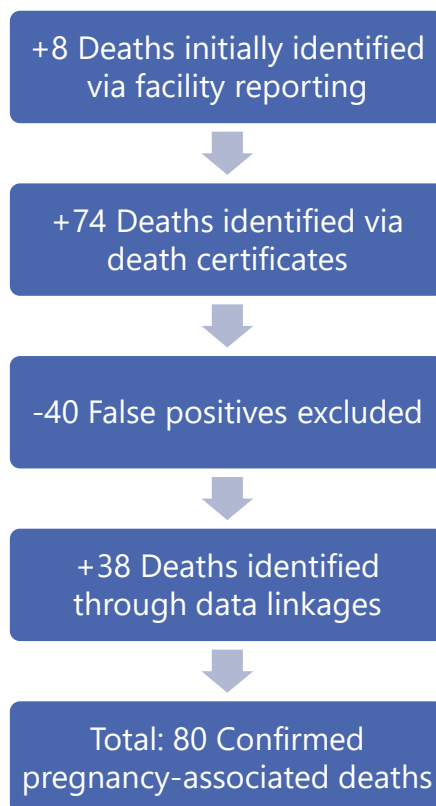 +8 Deaths initially identified
via facility reporting
+74 Deaths identified via
death certificates
-40 False positives excluded
+38 Deaths identified
through data linkages
Total: 80 Confirmed
pregnancy-associated deaths